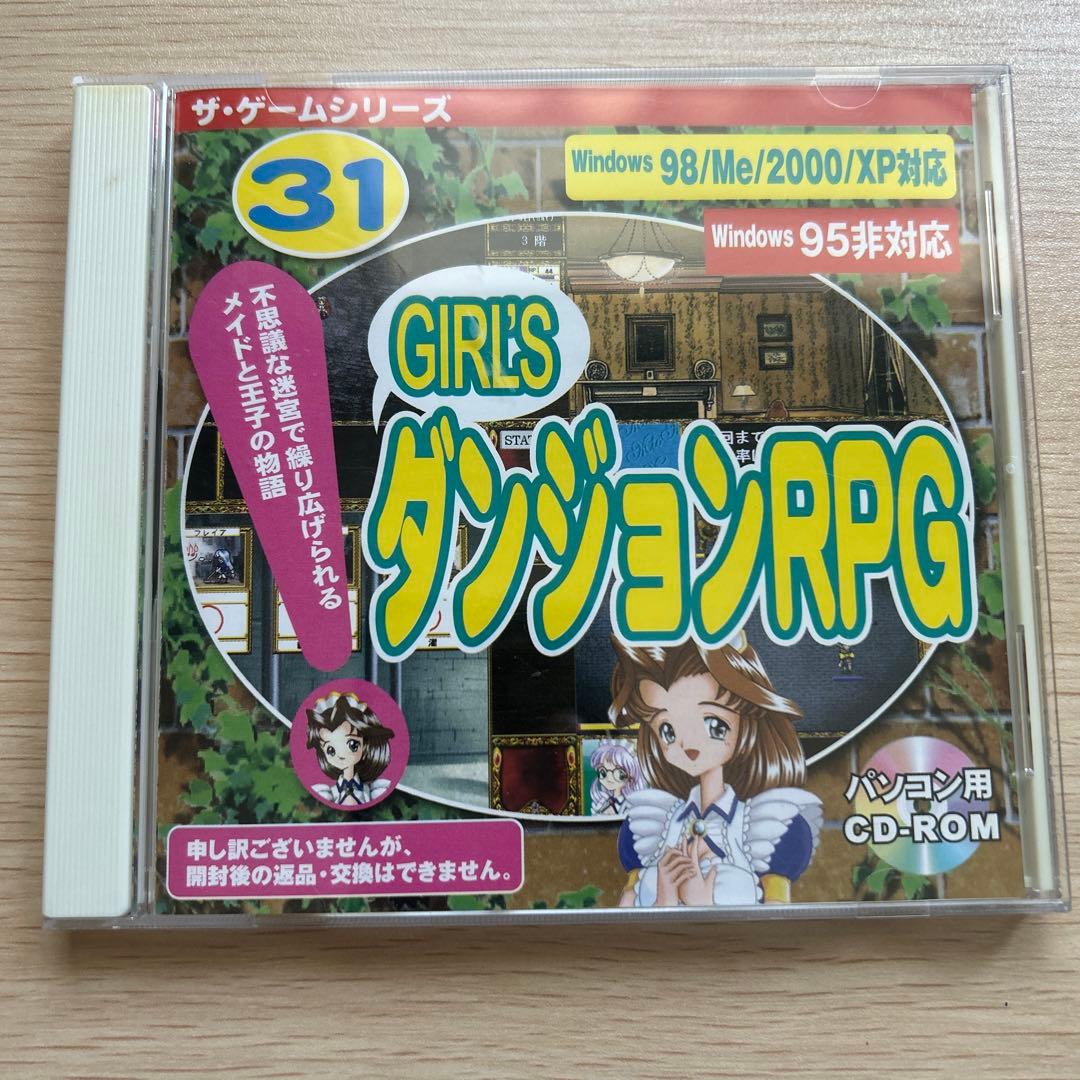 ザ・ゲームシリーズ
31
Windows 98/Me/2000/XP対応
Windows 95非対応
3階
不思議な迷宮で繰り広げられる
メイドと王子の物語
GIRL'S
ダンジョンRPG
パソコン用
CD-ROM
申し訳ございませんが、
開封後の返品・交換はできません。